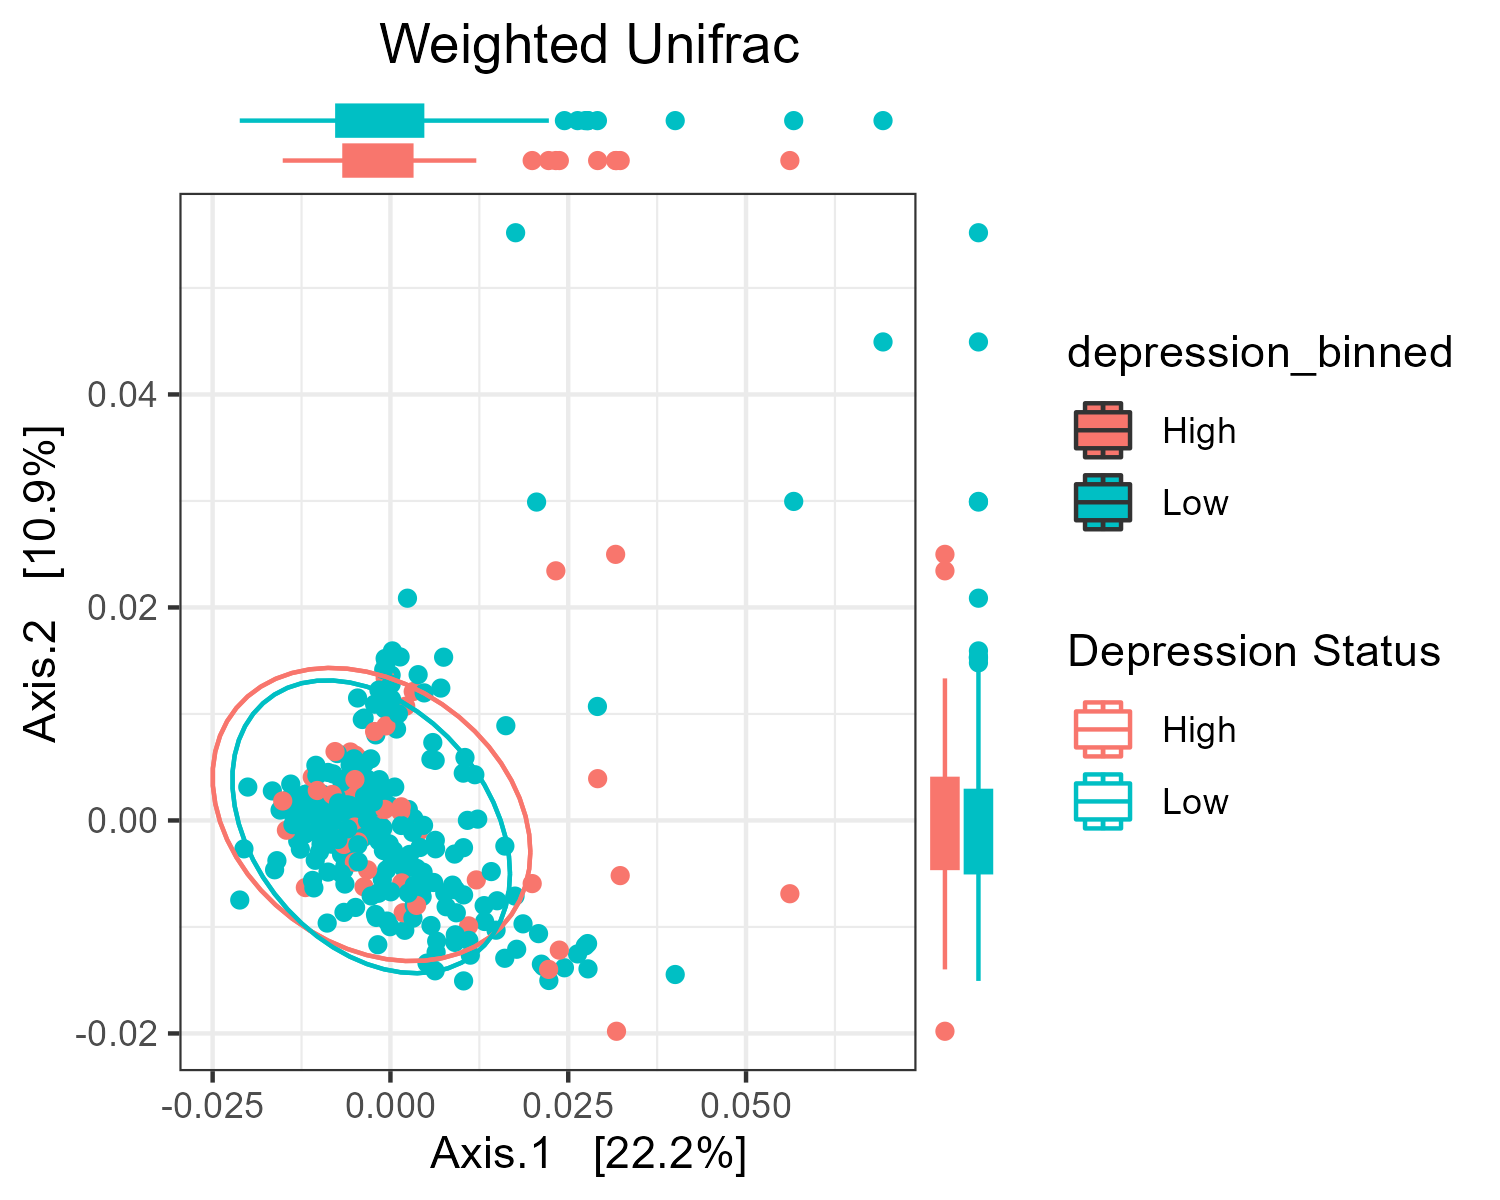 Weighted Unifrac
depression_binned
High
Low
Depression Status
High
Low
Axis.2 [10.9%]
0.04
0.02
0.00
-0.02
-0.025 0.000 0.025 0.050
Axis.1 [22.2%]